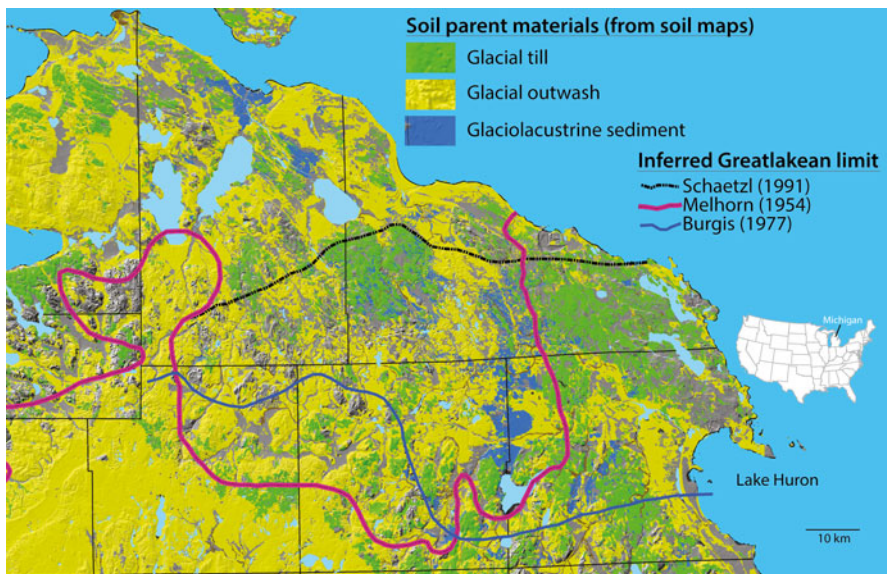 Soil parent materials (from soil maps)
Glacial till
Glacial outwash
Glaciolacustrine sediment
Inferred Greatlakean limit
Schaetzl (1991)
Melhorn (1954)
Burgis (1977)
Michigan
Lake Huron
10 km